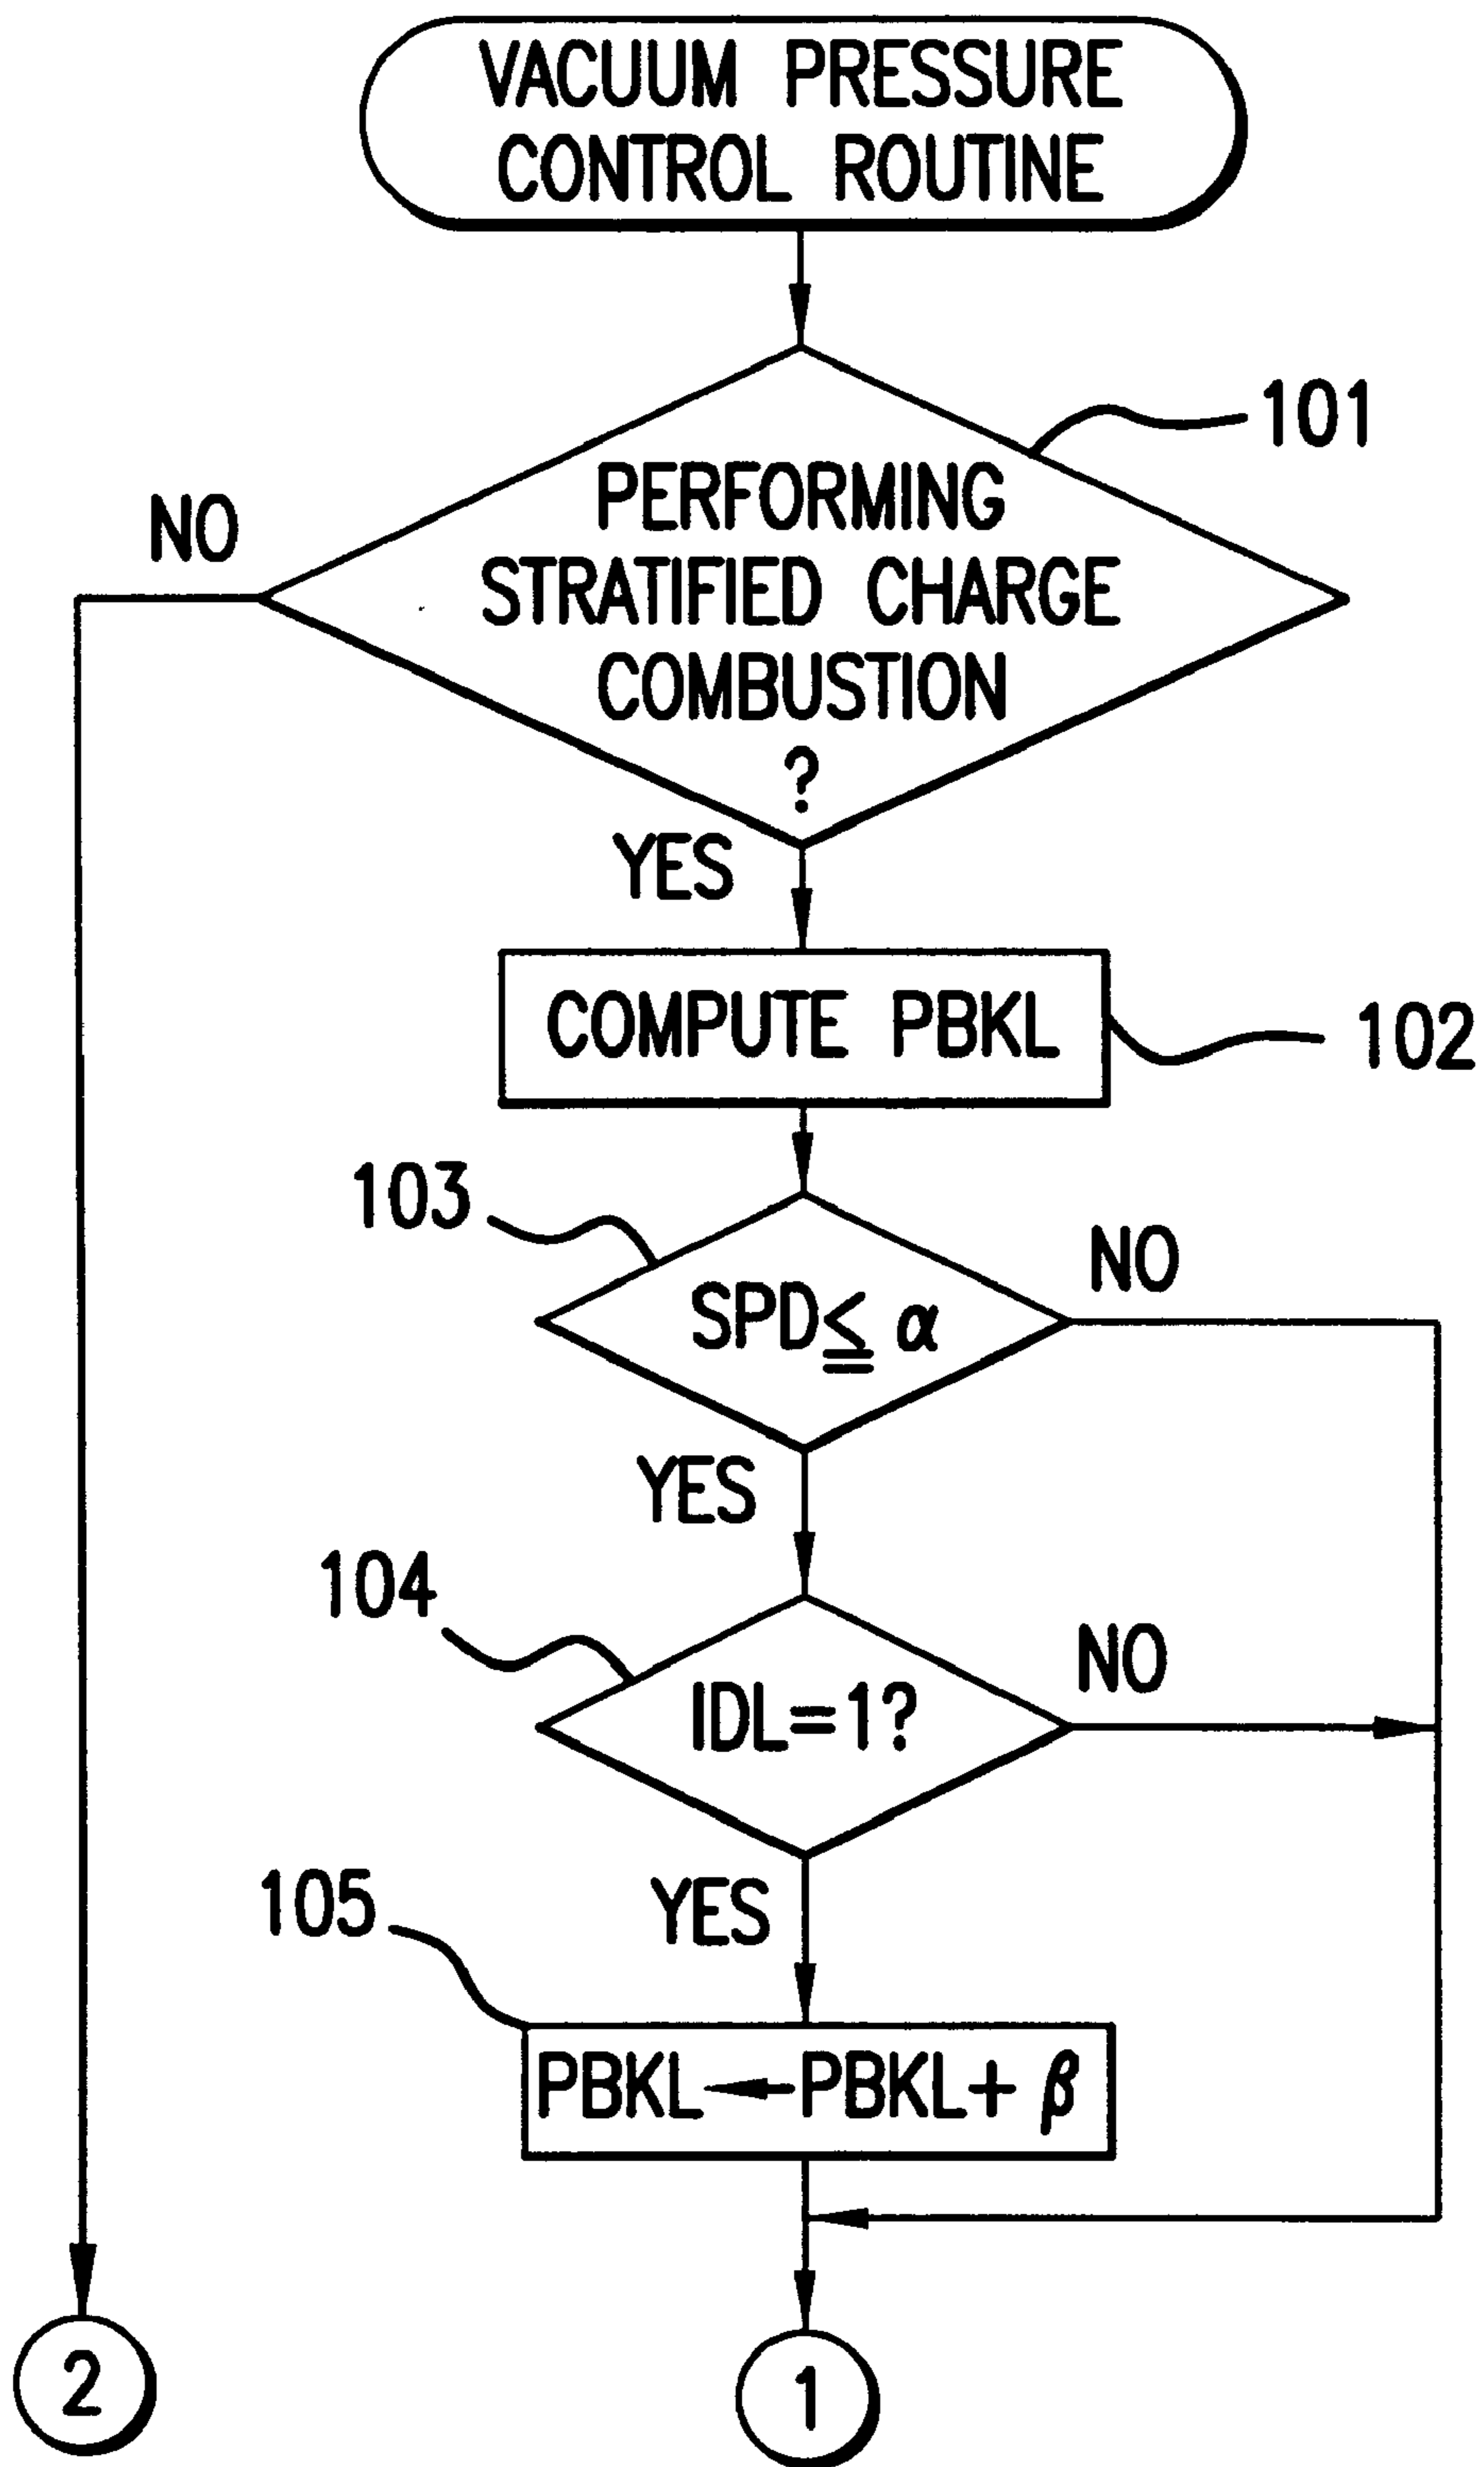 VACUUM PRESSURE
CONTROL ROUTINE
101
NO
PERFORMING
STRATIFIED CHARGE
COMBUSTION
?
YES
COMPUTE PBKL
102
103
NO
SPD≦ α
YES
104
NO
IDL=1?
YES
105
PBKL←PBKL+ β
2
1